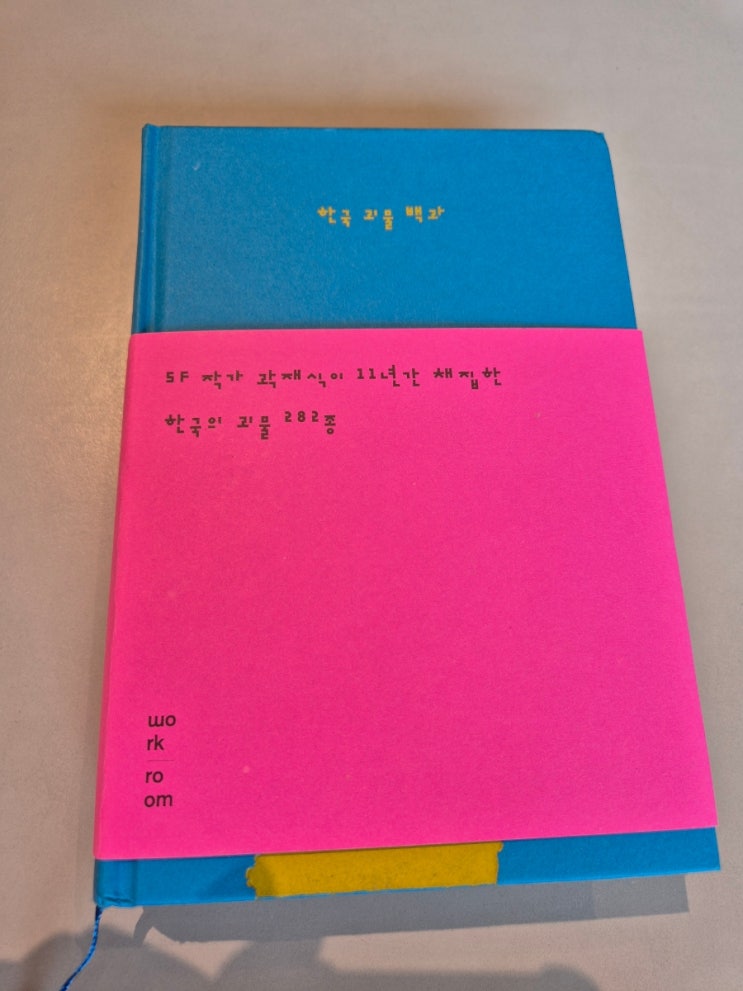 한국 괴물 백과
SF 작가 곽재식이 11년간 채집한
한국의 괴물 282종
wo
rk
ro
om